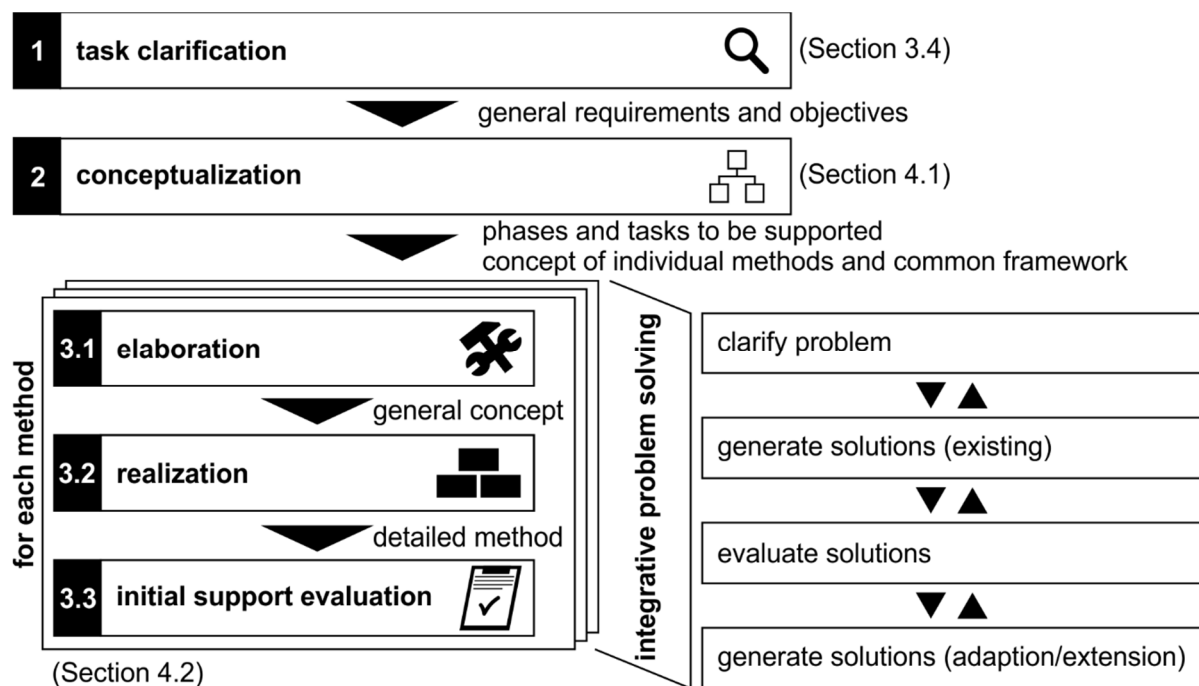 1 task clarification (Section 3.4)
general requirements and objectives
2 conceptualization (Section 4.1)
phases and tasks to be supported
concept of individual methods and common framework
for each method
3.1 elaboration
general concept
3.2 realization
detailed method
3.3 initial support evaluation
(Section 4.2)
integrative problem solving
clarify problem
generate solutions (existing)
evaluate solutions
generate solutions (adaption/extension)